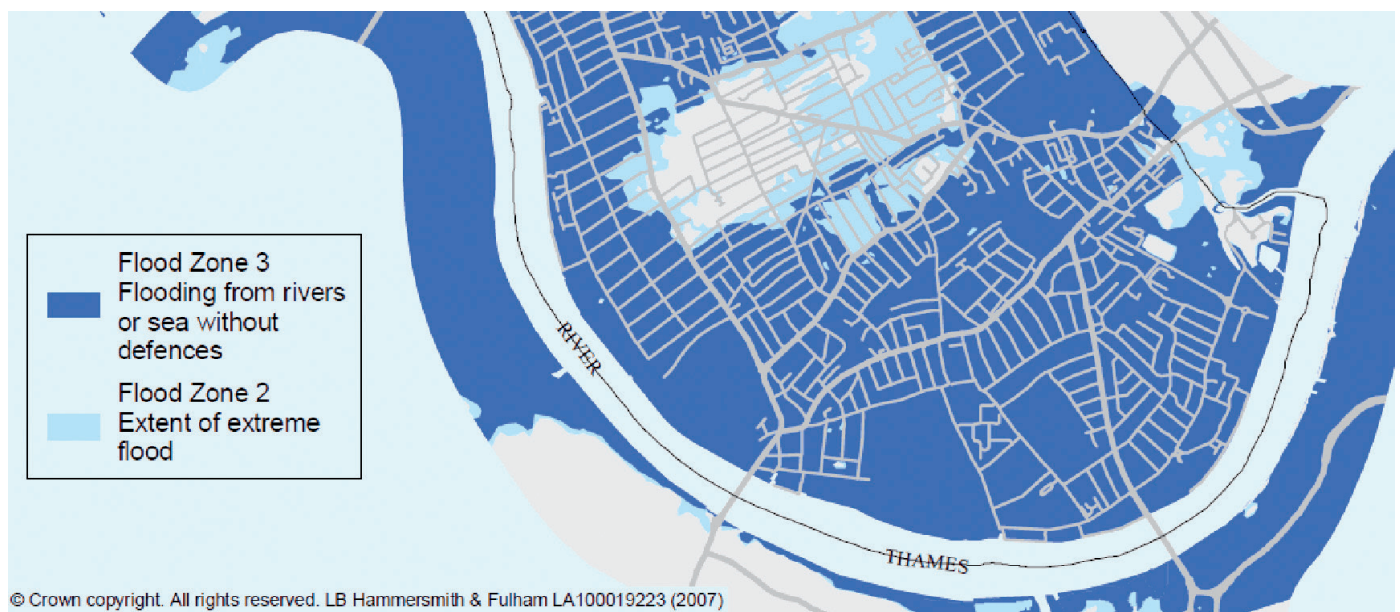 Flood Zone 3
Flooding from rivers
or sea without
defences
Flood Zone 2
Extent of extreme
flood
RIVER
THAMES
© Crown copyright. All rights reserved. LB Hammersmith & Fulham LA100019223 (2007)